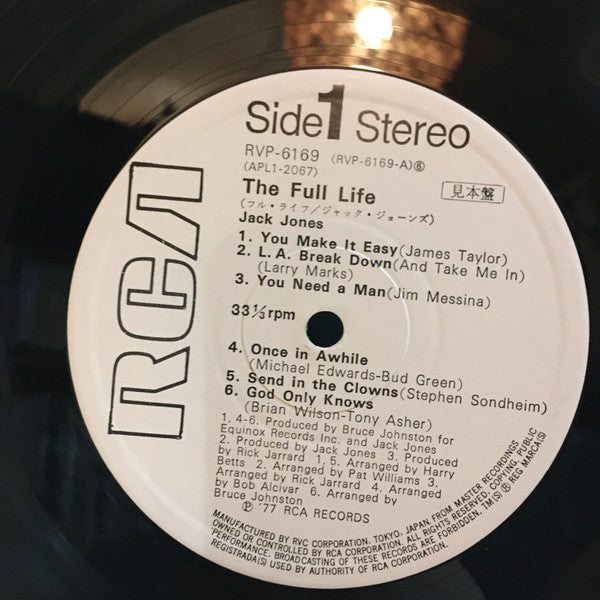 RCA
Side 1 Stereo
RVP-6169 (RVP-6169-A)⑥
(APL1-2067)
見本盤
The Full Life
(フル・ライフ/ジャック・ジョーンズ)
Jack Jones
1. You Make It Easy(James Taylor)
2. L.A. Break Down(And Take Me In)
(Larry Marks)
3. You Need a Man(Jim Messina)
33⅓rpm
4. Once in Awhile
(Michael Edwards-Bud Green)
5. Send in the Clowns(Stephen Sondheim)
6. God Only Knows
(Brian Wilson-Tony Asher)
1, 4-6. Produced by Bruce Johnston for
Equinox Records Inc. and Jack Jones
2. Produced by Jack Jones 3. Produced
by Rick Jarrard 1, 5. Arranged by Harry
Betts 2. Arranged by Pat Williams 3.
Arranged by Rick Jarrard 4. Arranged
by Bob Alcivar 6. Arranged by
Bruce Johnston
℗ '77 RCA RECORDS
MANUFACTURED BY RVC CORPORATION, TOKYO, JAPAN, FROM MASTER RECORDINGS
OWNED OR CONTROLLED BY RCA CORPORATION. ALL RIGHTS RESERVED. COPYING, PUBLIC
PERFORMANCE, BROADCASTING OF THESE RECORDS ARE FORBIDDEN. TM(S) ® REG MARCA(S)
REGISTRADA(S) USED BY AUTHORITY OF RCA CORPORATION.